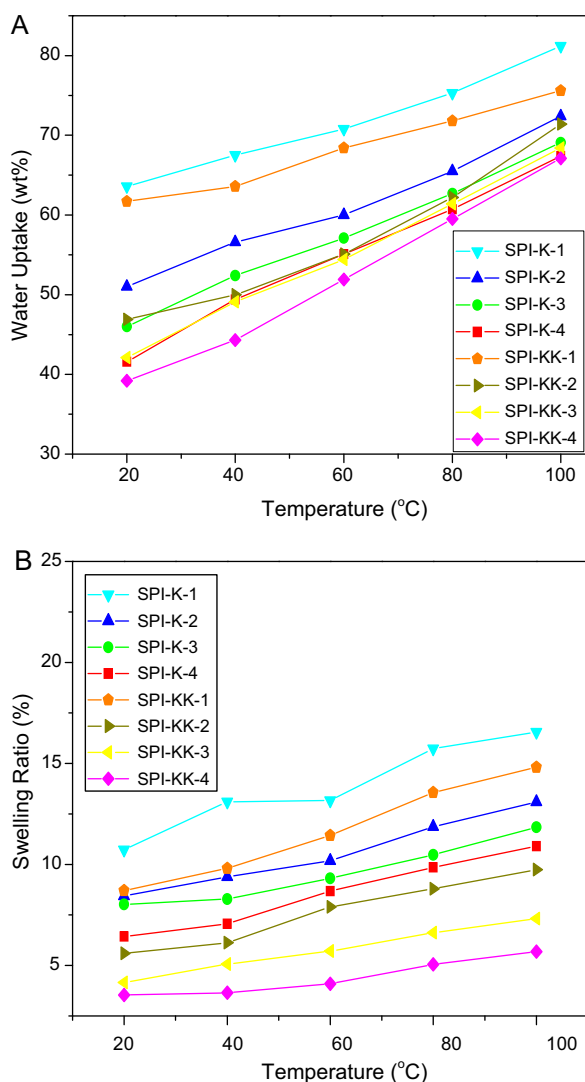 A
90
80
70
60
50
40
30
Water Uptake (wt%)
SPI-K-1
SPI-K-2
SPI-K-3
SPI-K-4
SPI-KK-1
SPI-KK-2
SPI-KK-3
SPI-KK-4
20 40 60 80 100
Temperature (°C)
B
25
20
15
10
5
Swelling Ratio (%)
SPI-K-1
SPI-K-2
SPI-K-3
SPI-K-4
SPI-KK-1
SPI-KK-2
SPI-KK-3
SPI-KK-4
20 40 60 80 100
Temperature (°C)